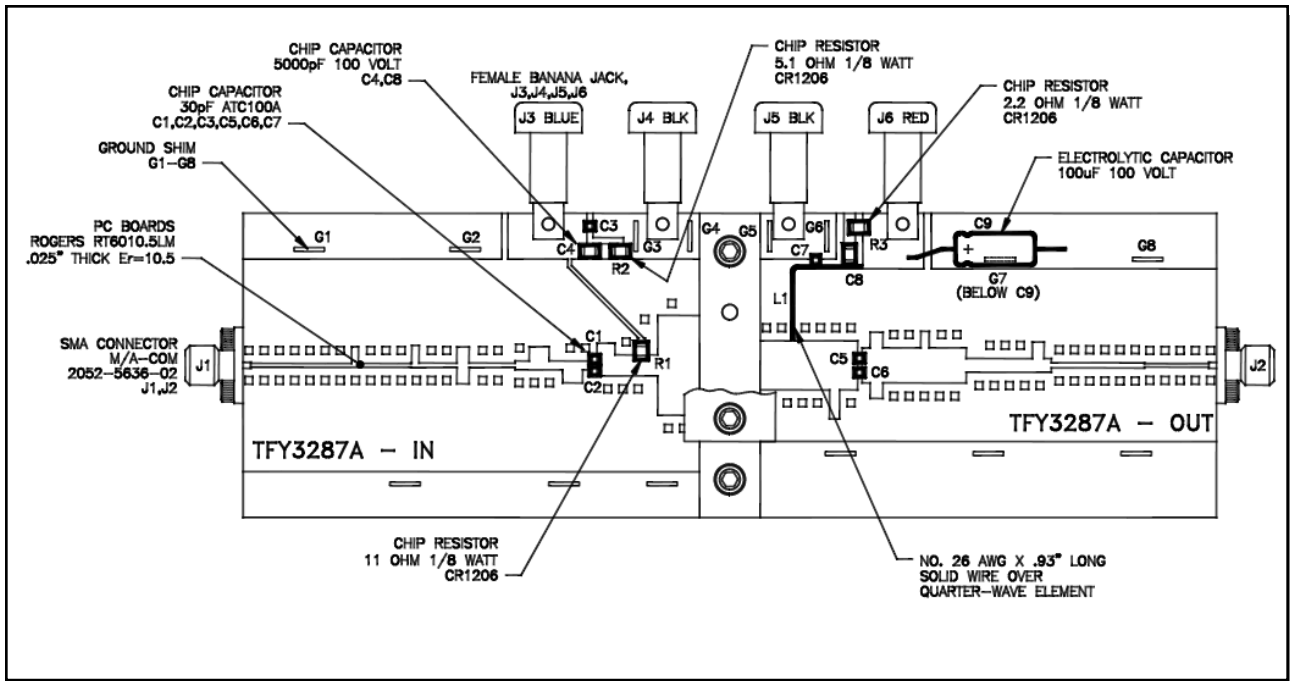 CHIP CAPACITOR
5000pF 100 VOLT
C4,C8
CHIP CAPACITOR
30pF ATC100A
C1,C2,C3,C5,C6,C7
GROUND SHIM
G1-G8
PC BOARDS
ROGERS RT6010.5LM
.025" THICK Er=10.5
SMA CONNECTOR
M/A-COM
2052-5636-02
J1,J2
FEMALE BANANA JACK,
J3,J4,J5,J6
CHIP RESISTOR
5.1 OHM 1/8 WATT
CR1206
CHIP RESISTOR
2.2 OHM 1/8 WATT
CR1206
ELECTROLYTIC CAPACITOR
100uF 100 VOLT
J3 BLUE
J4 BLK
J5 BLK
J6 RED
G1
G2
C3
C4
R2
G3
G4
G5
G6
C7
R3
C8
C9
+
G7
(BELOW C9)
G8
L1
J1
C1
C2
R1
C5
C6
J2
TFY3287A - IN
TFY3287A - OUT
CHIP RESISTOR
11 OHM 1/8 WATT
CR1206
NO. 26 AWG X .93" LONG
SOLID WIRE OVER
QUARTER-WAVE ELEMENT